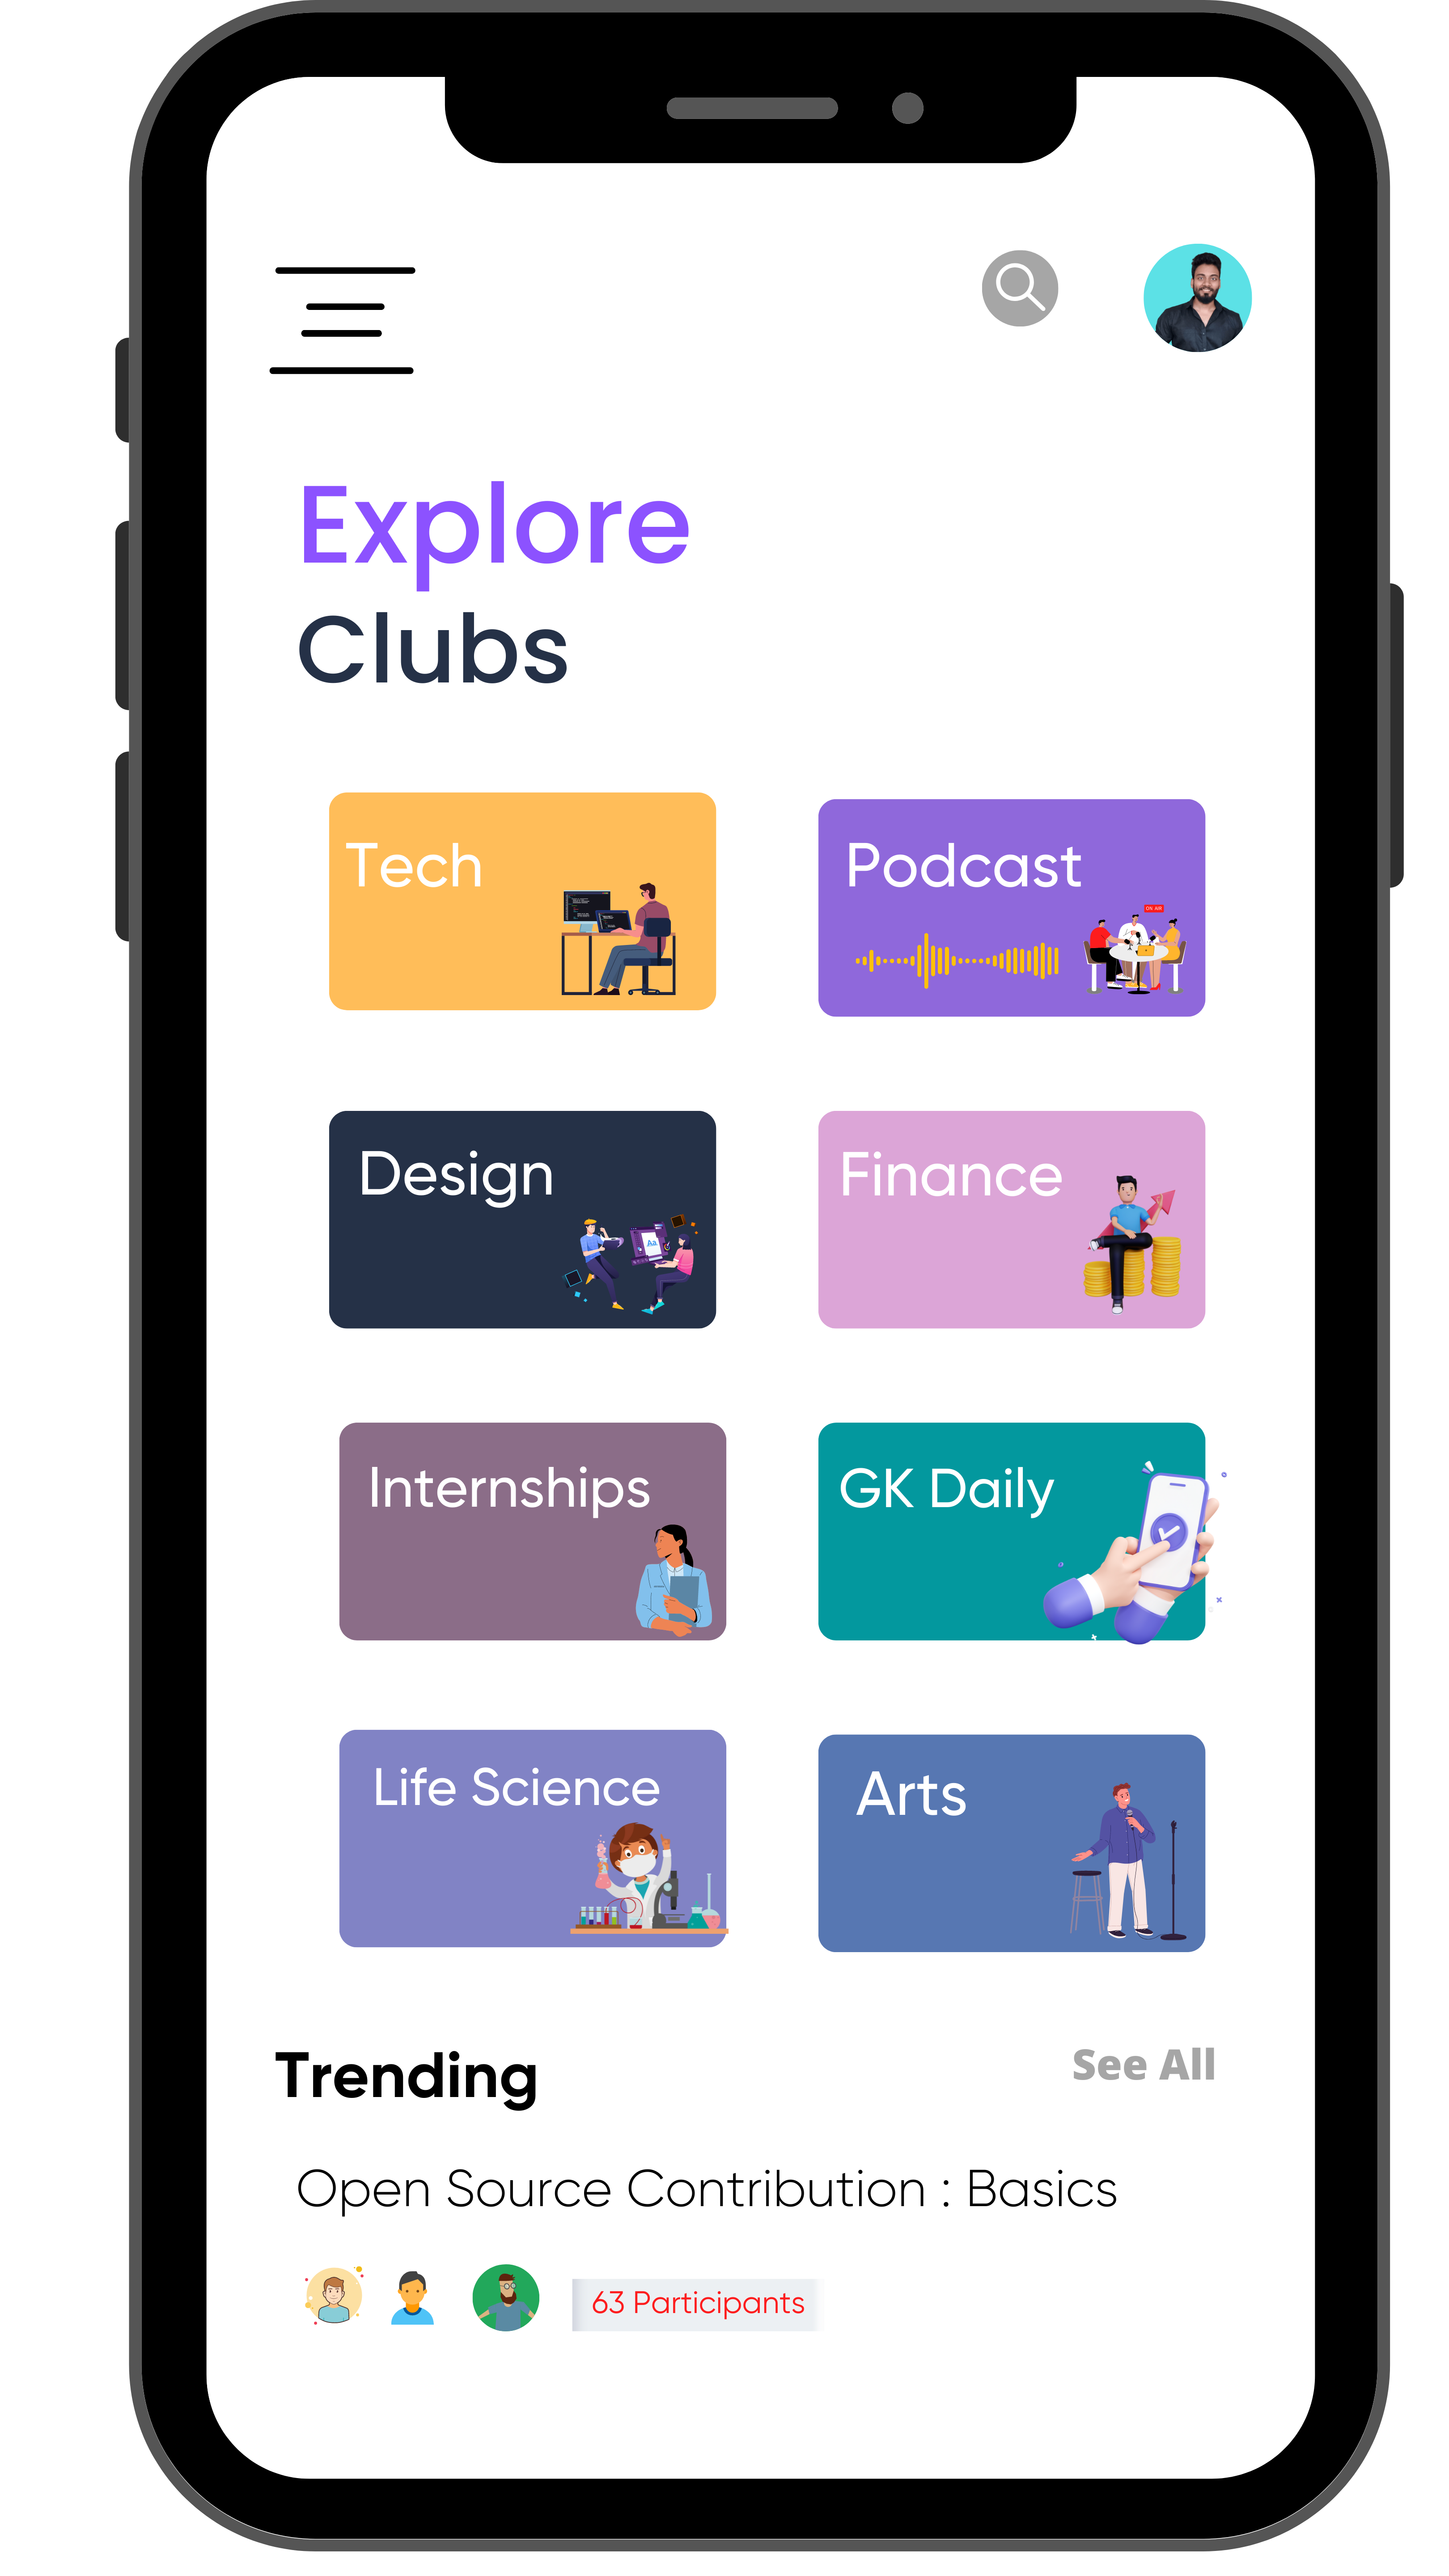 Explore
Clubs
Tech
Podcast
ON AIR
Design
Aa
Finance
Internships
GK Daily
Life Science
Arts
Trending
See All
Open Source Contribution : Basics
63 Participants